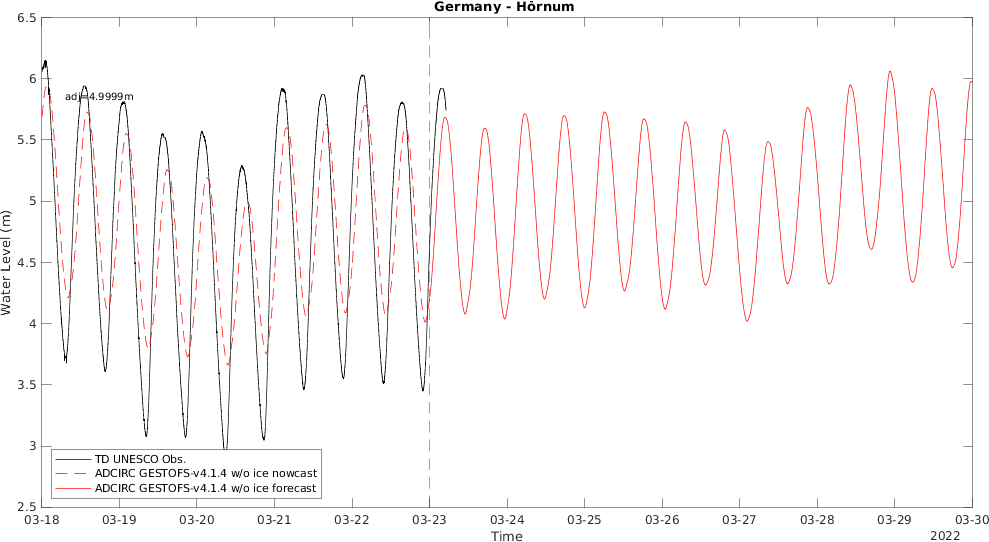 Germany - Hörnum
6.5
6
5.5
5
4.5
4
3.5
3
2.5
Water Level (m)
adj=4.9999m
TD UNESCO Obs.
ADCIRC GESTOFS-v4.1.4 w/o ice nowcast
ADCIRC GESTOFS-v4.1.4 w/o ice forecast
03-18 03-19 03-20 03-21 03-22 03-23 03-24 03-25 03-26 03-27 03-28 03-29 03-30
Time
2022